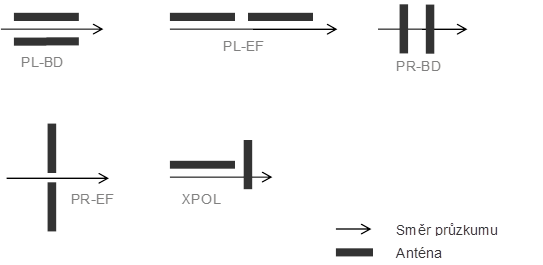 PL-BD
PL-EF
PR-BD
PR-EF
XPOL
Směr průzkumu
Anténa